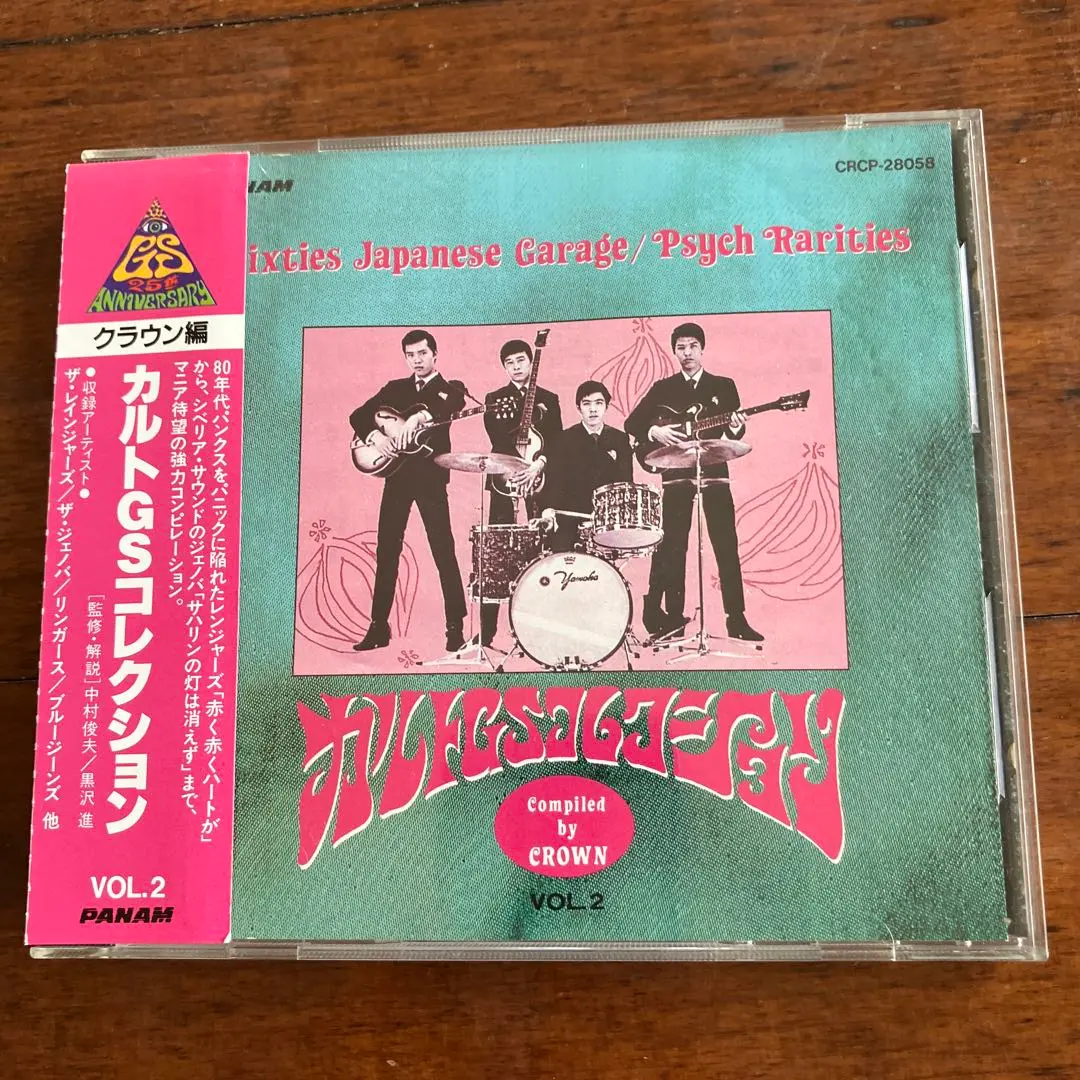 GS
25th
ANNIVERSARY
クラウン編
80年代、パンクスをパニックに陥れたレンジャーズ「赤く赤くハートが」
から、シベリア・サウンドのジェノバ「サハリンの灯は消えず」まで、
マニア待望の強力コンピレーション。
カルトGSコレクション
[監修・解説]中村俊夫/黒沢 進
●収録アーティスト●
ザ・レインジャーズ/ザ・ジェノバ/リンガース/ブルージーンズ 他
VOL.2
PANAM
NAM
CRCP-28058
ixties Japanese Garage/Psych Rarities
Yamaha
カルトGSコレクション
Compiled
by
CROWN
VOL.2